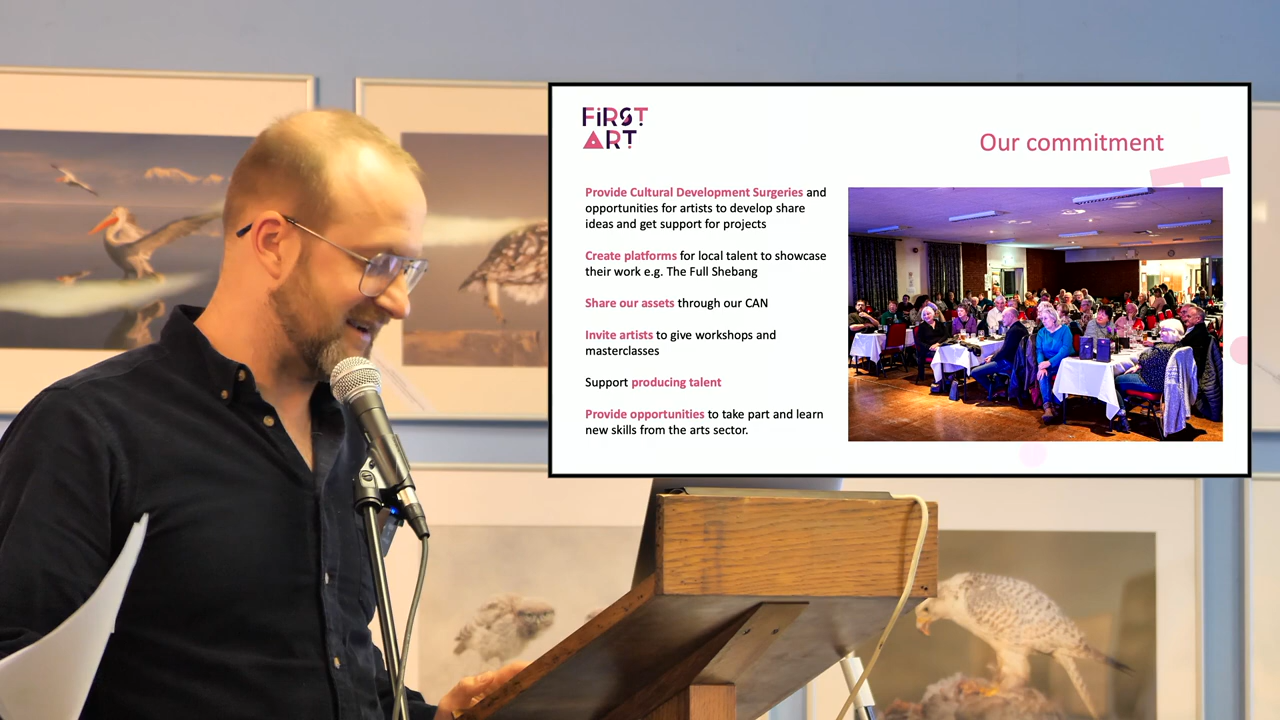 FiRST
ART
Our commitment
Provide Cultural Development Surgeries and
opportunities for artists to develop share
ideas and get support for projects
Create platforms for local talent to showcase
their work e.g. The Full Shebang
Share our assets through our CAN
Invite artists to give workshops and
masterclasses
Support producing talent
Provide opportunities to take part and learn
new skills from the arts sector.